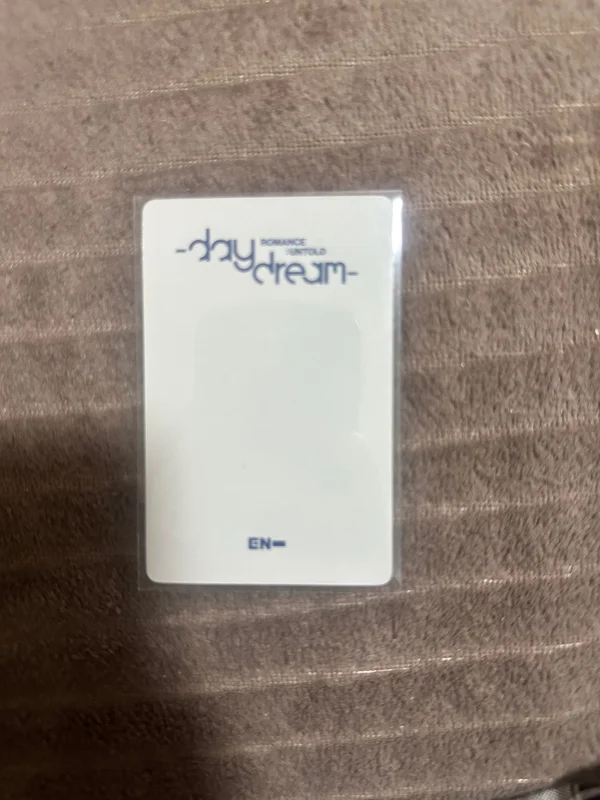 -day ROMANCE
:UNTOLD
dream-
EN-